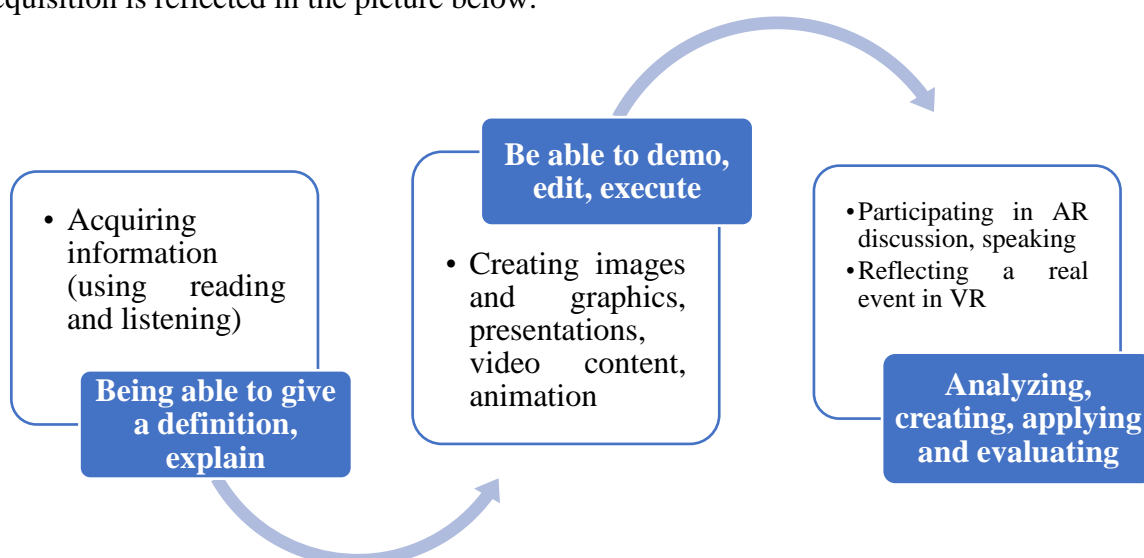 equisition is reflected in the picture below:
• Acquiring
information
(using reading
and listening)
Being able to give
a definition,
explain
Be able to demo,
edit, execute
• Creating images
and graphics,
presentations,
video content,
animation
• Participating in AR
discussion, speaking
• Reflecting a real
event in VR
Analyzing,
creating, applying
and evaluating